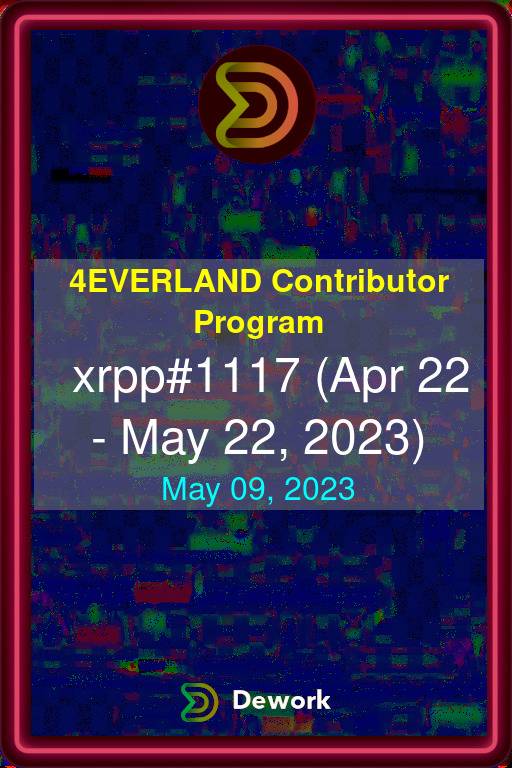 4EVERLAND Contributor
Program
xrpp#1117 (Apr 22
- May 22, 2023)
May 09, 2023
Dework